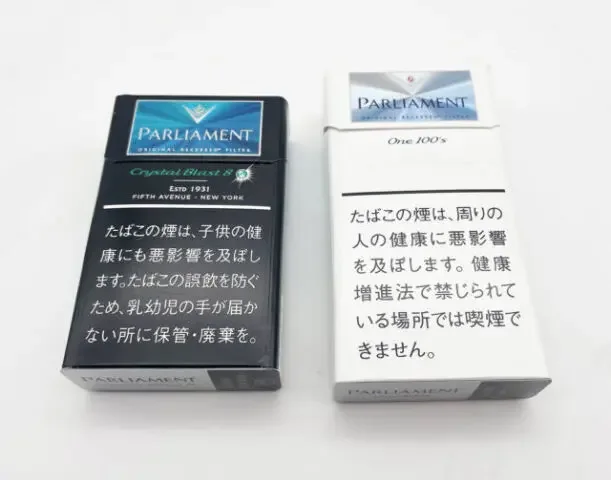 PARLIAMENT
ORIGINAL RECESSED FILTER
Crystal Blast 8
ESTD 1931
FIFTH AVENUE · NEW YORK
たばこの煙は、子供の健
康にも悪影響を及ぼし
ます。たばこの誤飲を防ぐ
ため、乳幼児の手が届か
ない所に保管・廃棄を。
PARLIAMENT
PARLIAMENT
ORIGINAL RECESSED FILTER
One 100's
たばこの煙は、周りの
人の健康に悪影響
を及ぼします。健康
増進法で禁じられて
いる場所では喫煙で
きません。
PARLIAMENT